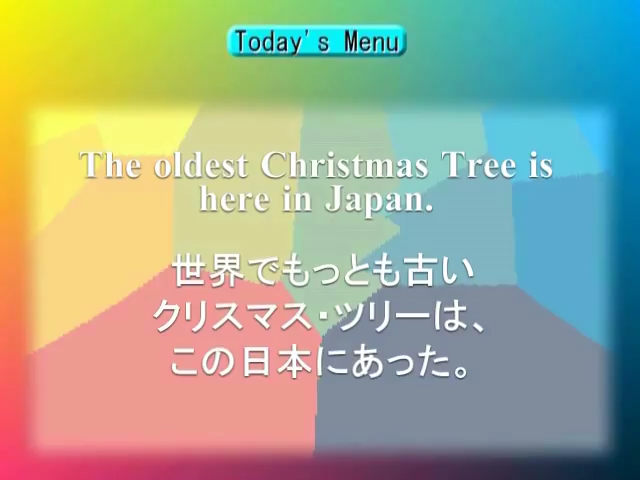 Today's Menu
The oldest Christmas Tree is
here in Japan.
世界でもっとも古い
クリスマス・ツリーは、
この日本にあった。